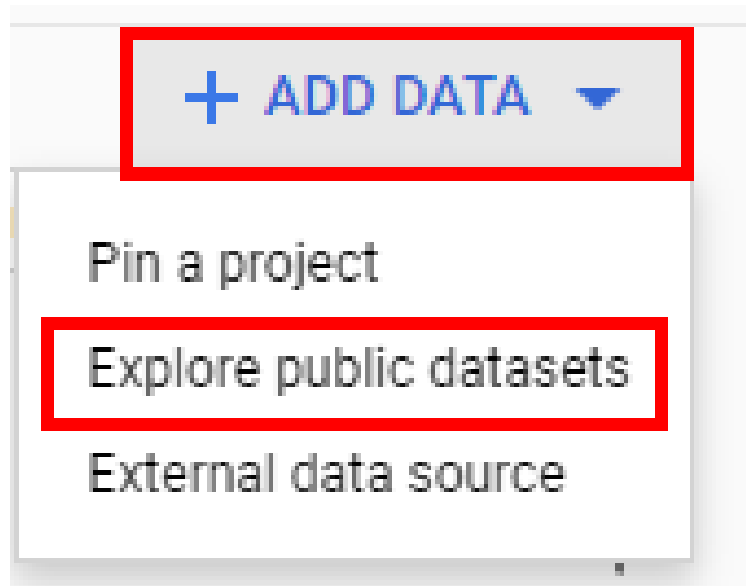 + ADD DATA
Pin a project
Explore public datasets
External data source